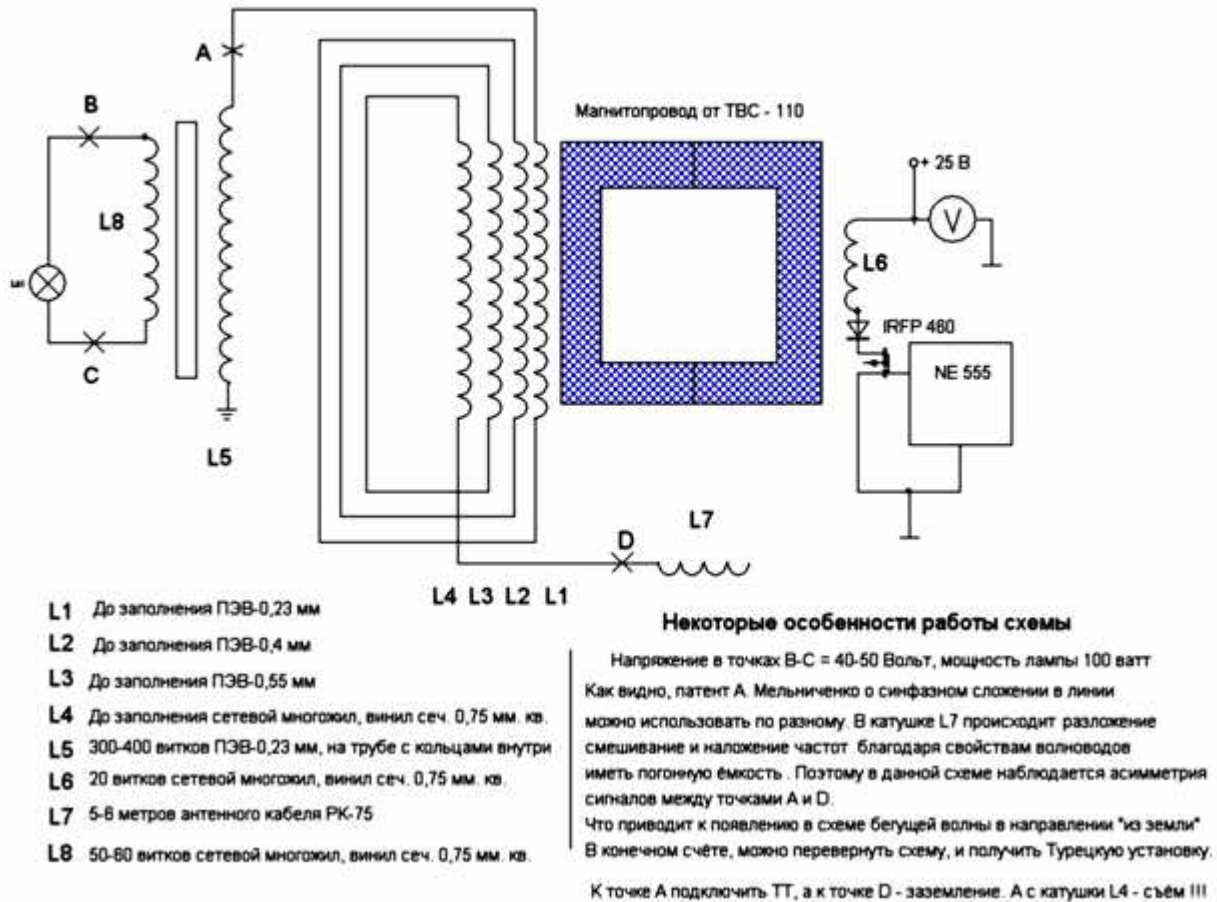 A
B
Магнитопровод от ТВС - 110
+ 25 В
V
L8
L6
IRFP 460
NE 555
C
L5
L7
D
L4 L3 L2 L1
L1 До заполнения ПЭВ-0,23 мм
L2 До заполнения ПЭВ-0,4 мм
L3 До заполнения ПЭВ-0,55 мм
L4 До заполнения сетевой многожил, винил сеч. 0,75 мм. кв.
L5 300-400 витков ПЭВ-0,23 мм, на трубе с кольцами внутри
L6 20 витков сетевой многожил, винил сеч. 0,75 мм. кв.
L7 5-6 метров антенного кабеля РК-75
L8 50-60 витков сетевой многожил, винил сеч. 0,75 мм. кв.
Некоторые особенности работы схемы
Напряжение в точках В-С = 40-50 Вольт, мощность лампы 100 ватт
Как видно, патент А. Мельниченко о синфазном сложении в линии
можно использовать по разному. В катушке L7 происходит разложение
смешивание и наложение частот благодаря свойствам волноводов
иметь погонную ёмкость . Поэтому в данной схеме наблюдается асимметрия
сигналов между точками А и D.
Что приводит к появлению в схеме бегущей волны в направлении "из земли"
В конечном счёте, можно перевернуть схему, и получить Турецкую установку.
К точке А подключить ТТ, а к точке D - заземление. А с катушки L4 - съём !!!